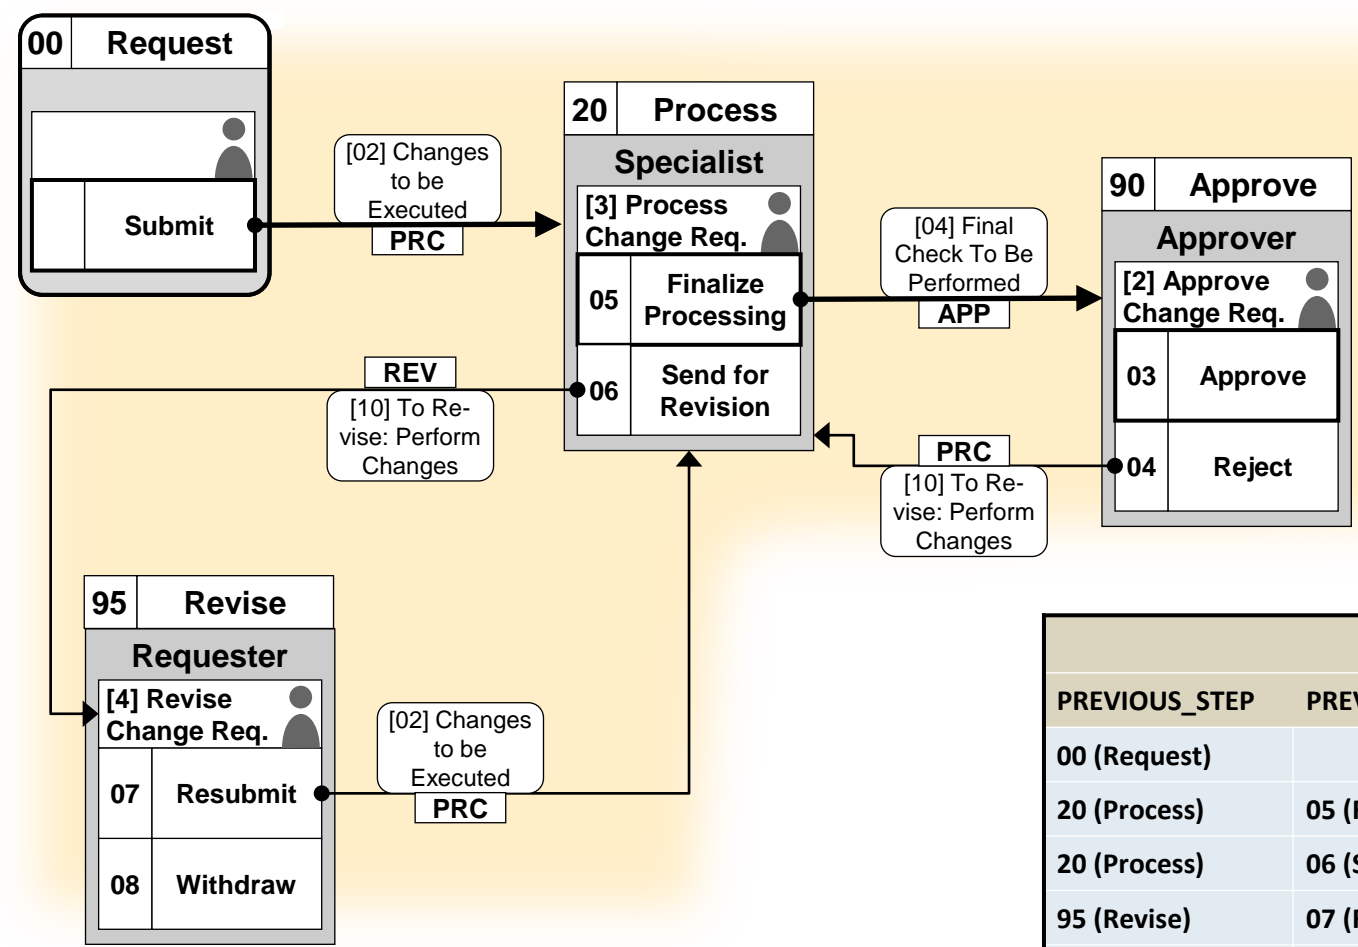 00 Request
Submit
[02] Changes
to be
Executed
PRC
20 Process
Specialist
[3] Process
Change Req.
05 Finalize
Processing
06 Send for
Revision
[04] Final
Check To Be
Performed
APP
90 Approve
Approver
[2] Approve
Change Req.
03 Approve
04 Reject
REV
[10] To Re-
vise: Perform
Changes
PRC
[10] To Re-
vise: Perform
Changes
95 Revise
Requester
[4] Revise
Change Req.
07 Resubmit
08 Withdraw
[02] Changes
to be
Executed
PRC
PREVIOUS_STEP
00 (Request)
20 (Process) 05
20 (Process) 06
95 (Revise) 07